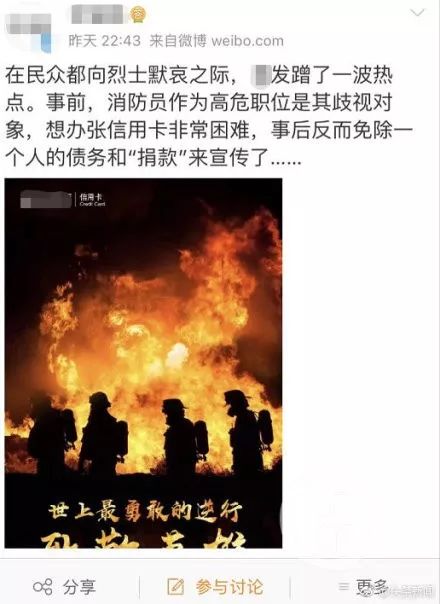 昨天 22:43 来自微博 weibo.com
在民众都向烈士默哀之际，发蹭了一波热
点。事前，消防员作为高危职位是其歧视对
象，想办张信用卡非常困难，事后反而免除一
个人的债务和“捐款”来宣传了……
信用卡
Credit Card
世上最勇敢的逆行
分享
参与讨论
更多